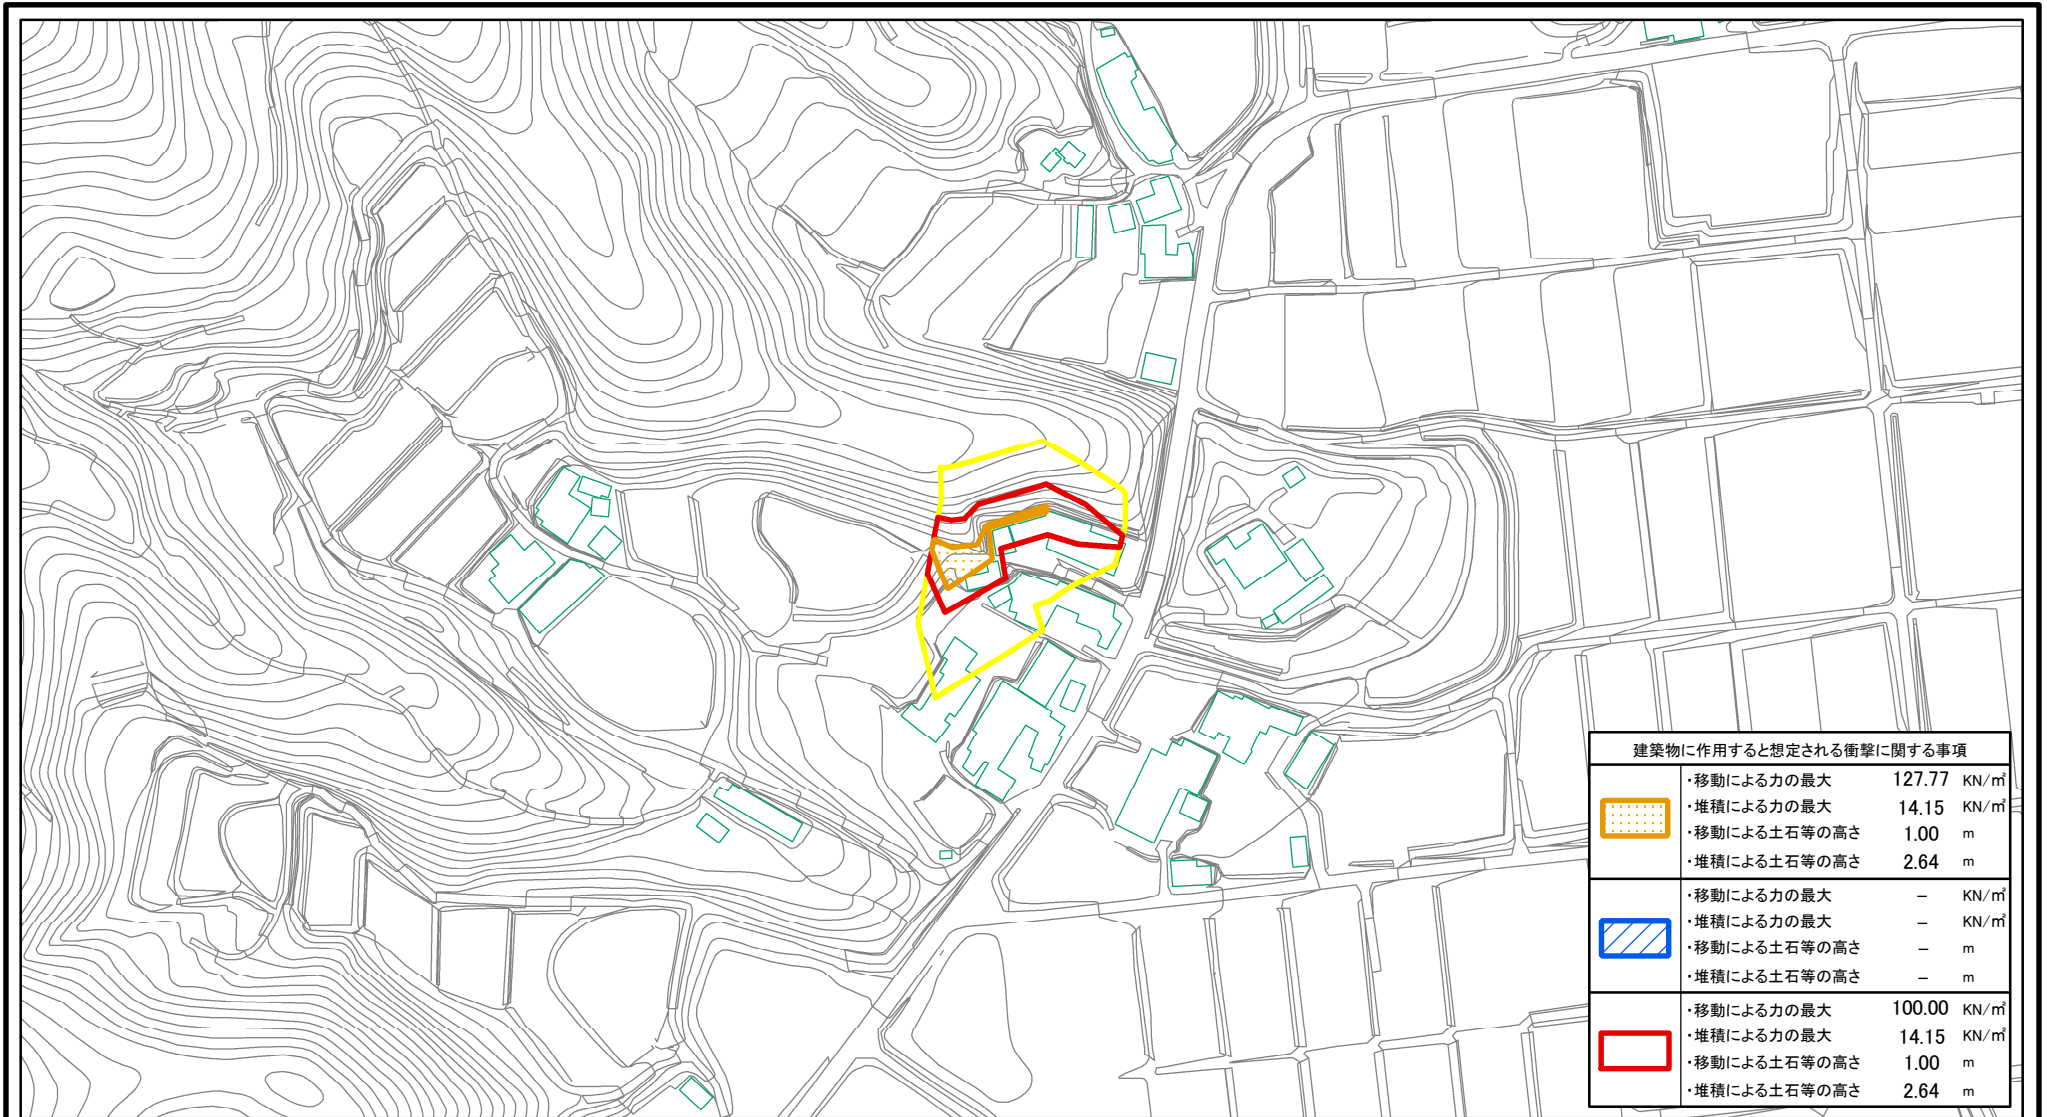 建築物に作用すると想定される衝撃に関する事項
・移動による力の最大 127.77 KN/㎡
・堆積による力の最大 14.15 KN/㎡
・移動による土石等の高さ 1.00 m
・堆積による土石等の高さ 2.64 m
・移動による力の最大 － KN/㎡
・堆積による力の最大 － KN/㎡
・移動による土石等の高さ － m
・堆積による土石等の高さ － m
・移動による力の最大 100.00 KN/㎡
・堆積による力の最大 14.15 KN/㎡
・移動による土石等の高さ 1.00 m
・堆積による土石等の高さ 2.64 m